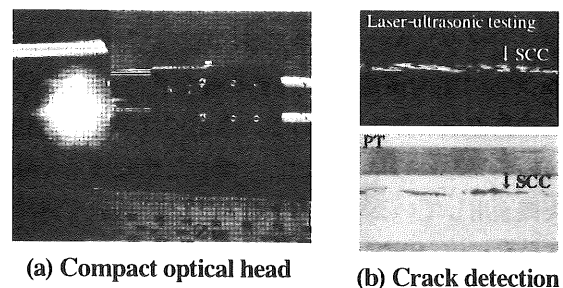 Laser-ultrasonic testing
↓ SCC
PT
↓ SCC
(a) Compact optical head
(b) Crack detection